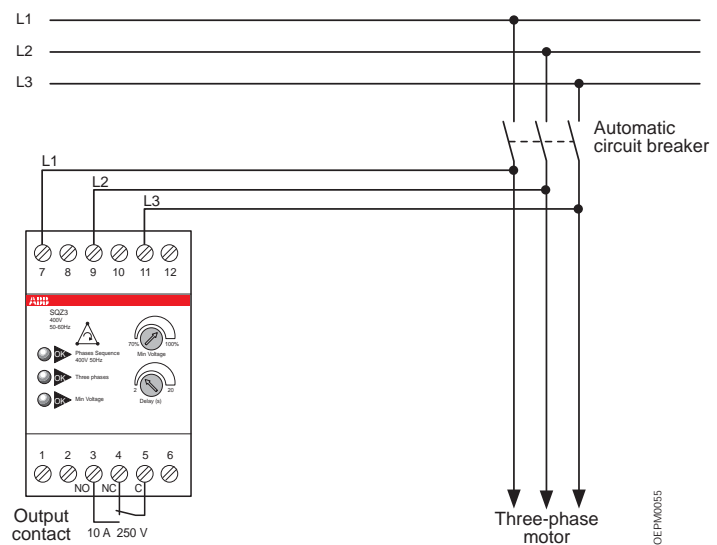 L1
L2
L3
Automatic
circuit breaker
L1
L2
L3
7 8 9 10 11 12
ABB
SQZ3
400V
50-60Hz
70% 100%
Min Voltage
OK Phases Sequence
400V 50Hz
OK Three phases
2 20
Delay (s)
OK Min Voltage
1 2 3 4 5 6
NO NC C
Output
contact
10 A 250 V
Three-phase
motor
OEPM0055